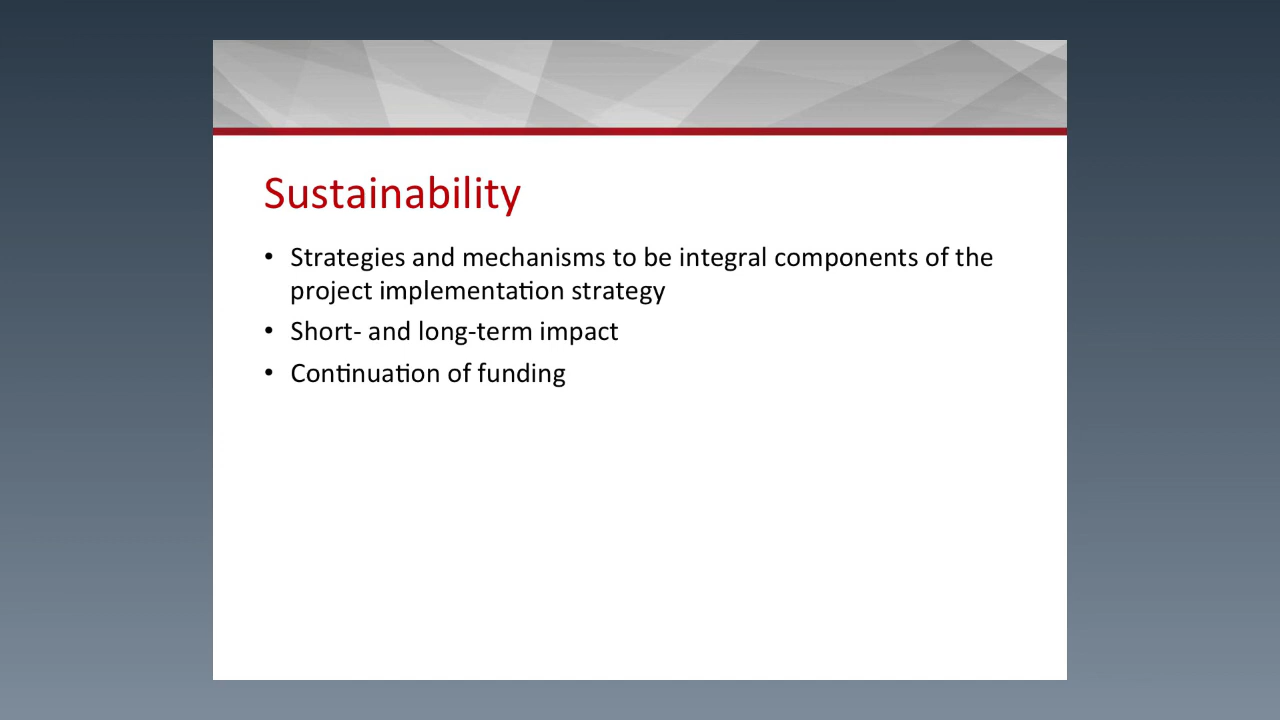 Sustainability
• Strategies and mechanisms to be integral components of the
project implementation strategy
• Short- and long-term impact
• Continuation of funding